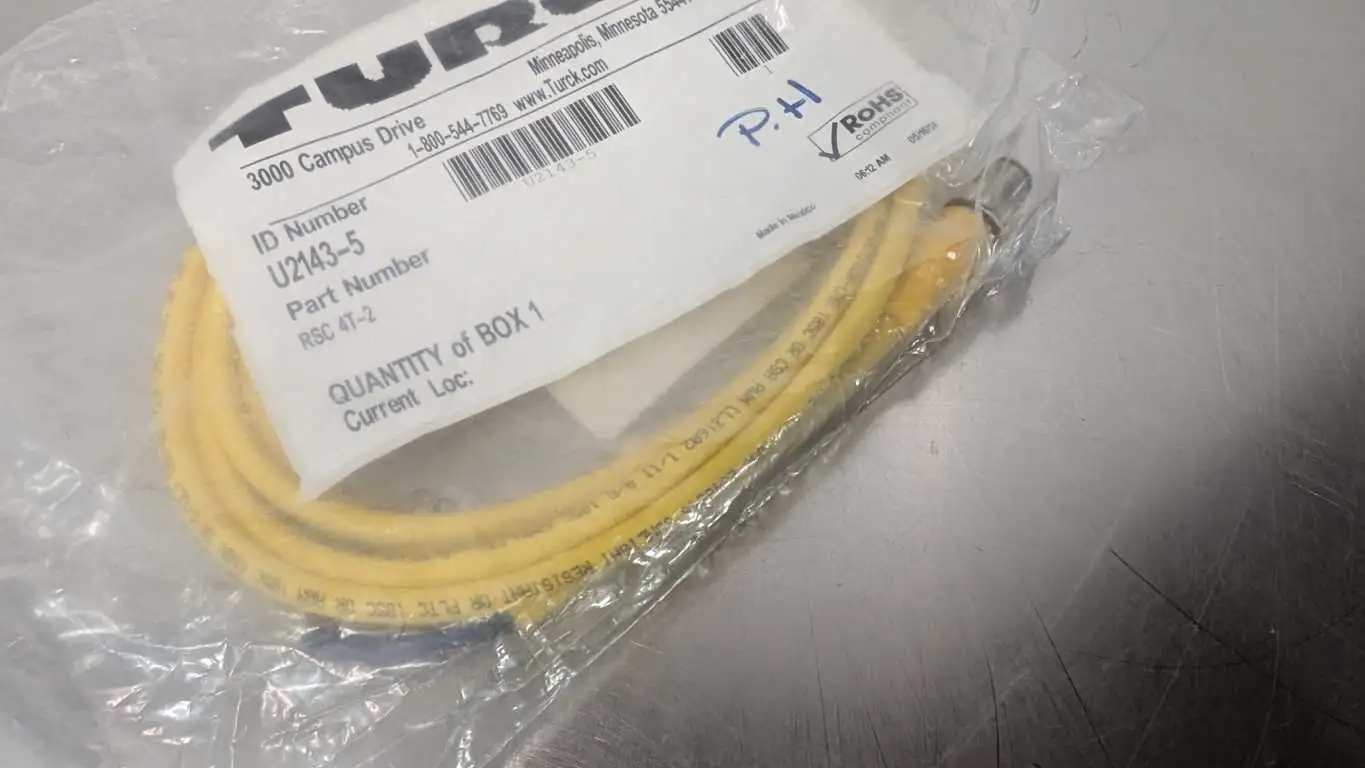 TURC
3000 Campus Drive
Minneapolis, Minnesota 5544
1-800-544-7769 www.Turck.com
U2143-5
1
P.H
RoHS
compliant
06:12 AM
Made in Mexico
ID Number
U2143-5
Part Number
RSC 4T-2
QUANTITY of BOX 1
Current Loc:
RESISTANT OR PLTC 105C OR AWM